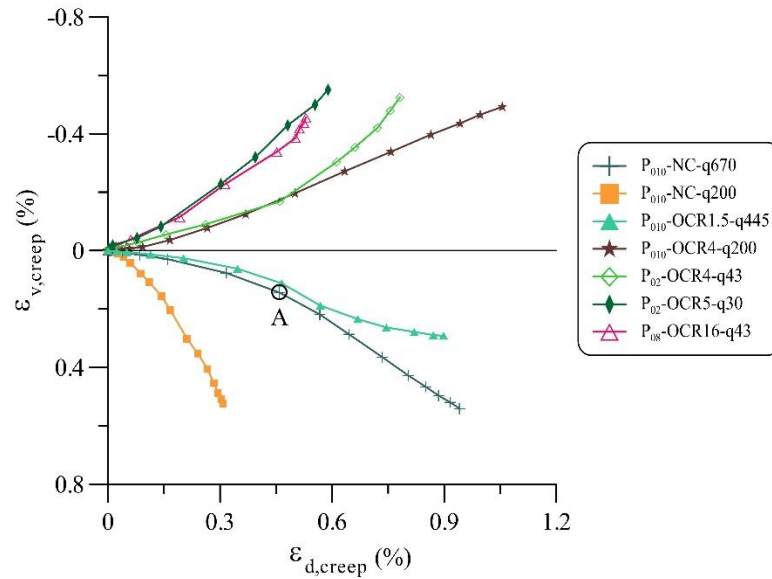 -0.8
-0.4
0
0.4
0.8
ε_v,creep (%)
A
0 0.3 0.6 0.9 1.2
ε_d,creep (%)
P010-NC-q670
P010-NC-q200
P010-OCR1.5-q445
P010-OCR4-q200
P02-OCR4-q43
P02-OCR5-q30
P08-OCR16-q43